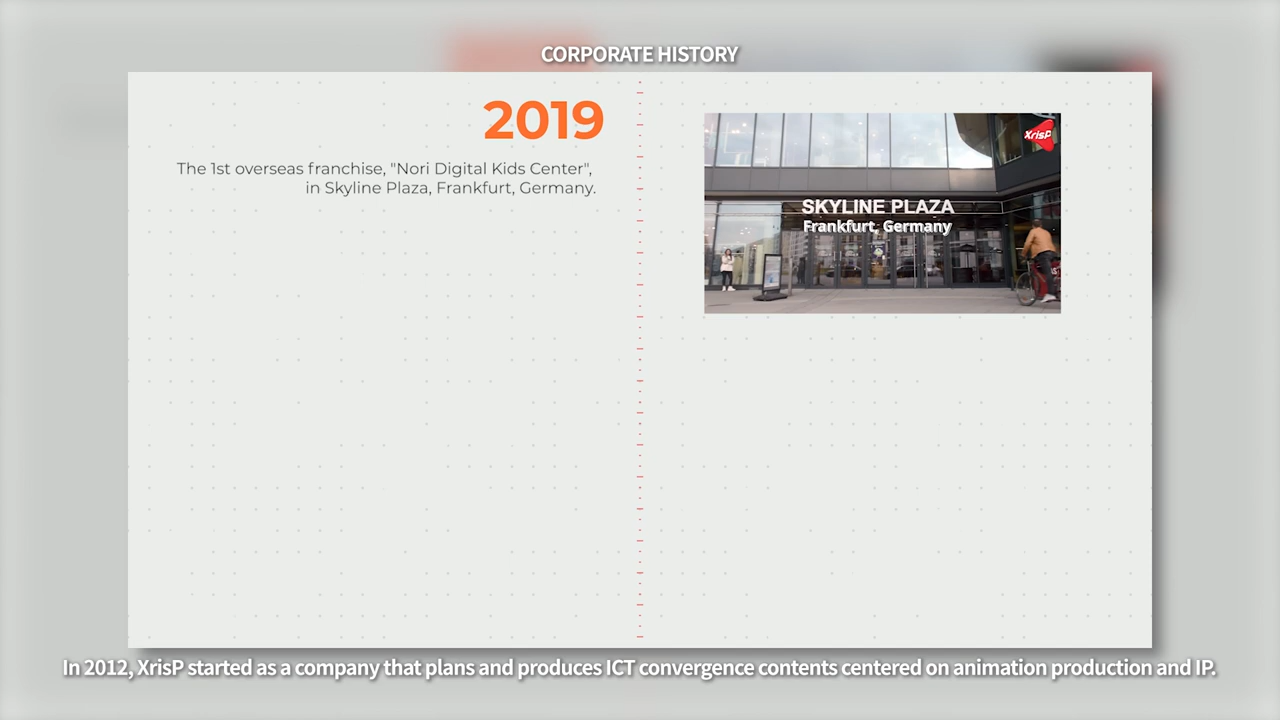 CORPORATE HISTORY
2019
The 1st overseas franchise, "Nori Digital Kids Center",
in Skyline Plaza, Frankfurt, Germany.
XrisP
SKYLINE PLAZA
Frankfurt, Germany
In 2012, XrisP started as a company that plans and produces ICT convergence contents centered on animation production and IP.